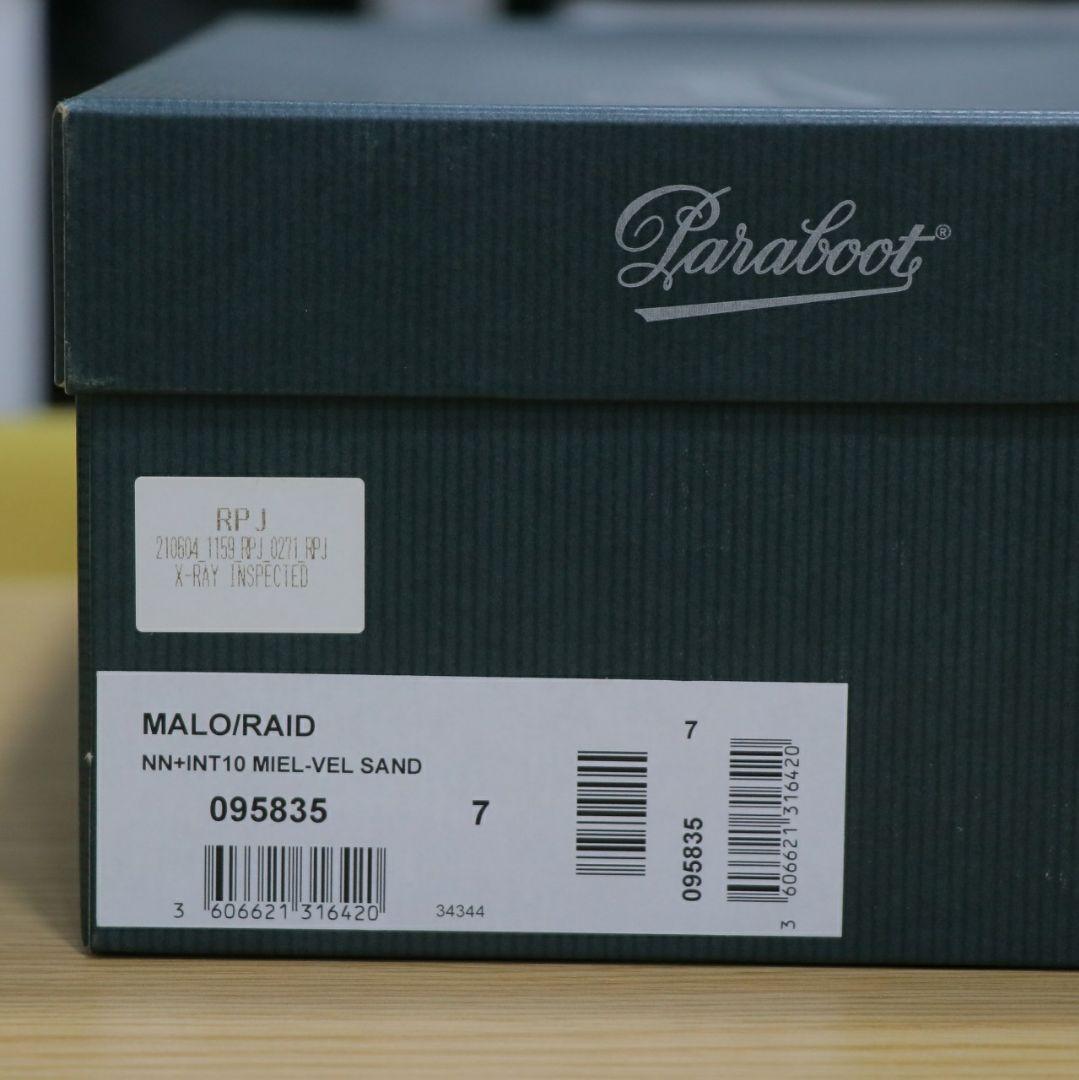 Paraboot®
RPJ
210604_1159_RPJ_0271_RPJ
X-RAY INSPECTED
MALO/RAID
NN+INT10 MIEL-VEL SAND
095835 7
3 606621 316420
34344
7
095835
3 606621 316420